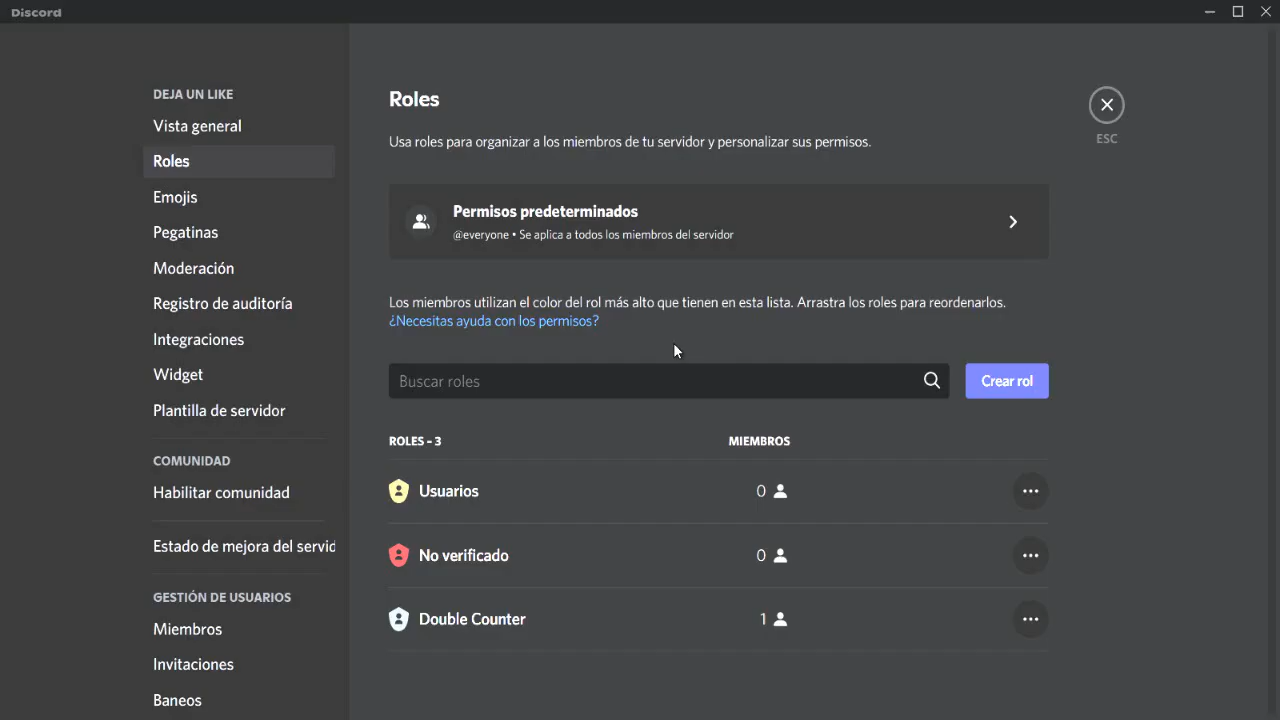 Discord
DEJA UN LIKE
Vista general
Roles
Emojis
Pegatinas
Moderación
Registro de auditoría
Integraciones
Widget
Plantilla de servidor
COMUNIDAD
Habilitar comunidad
Estado de mejora del servid
GESTIÓN DE USUARIOS
Miembros
Invitaciones
Baneos
Roles
Usa roles para organizar a los miembros de tu servidor y personalizar sus permisos.
Permisos predeterminados
@everyone • Se aplica a todos los miembros del servidor
Los miembros utilizan el color del rol más alto que tienen en esta lista. Arrastra los roles para reordenarlos.
¿Necesitas ayuda con los permisos?
Buscar roles
Crear rol
ROLES – 3 MIEMBROS
Usuarios 0
No verificado 0
Double Counter 1
ESC